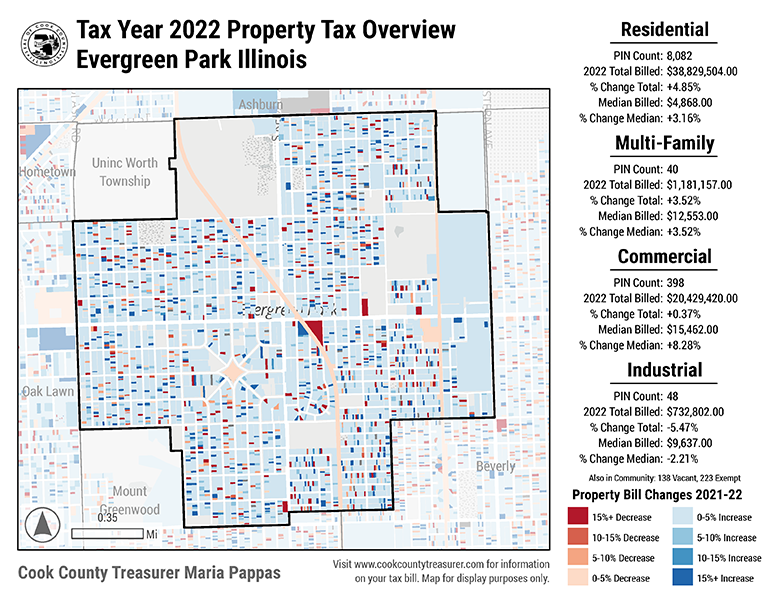 Tax Year 2022 Property Tax Overview
Evergreen Park Illinois
Ashburn
Hometown
Uninc Worth
Township
Oak Lawn
Beverly
Mount
Greenwood
0.35
Mi
Cook County Treasurer Maria Pappas
Visit www.cookcountytreasurer.com for information
on your tax bill. Map for display purposes only.
Residential
PIN Count: 8,082
2022 Total Billed: $38,829,504.00
% Change Total: +4.85%
Median Billed: $4,868.00
% Change Median: +3.16%
Multi-Family
PIN Count: 40
2022 Total Billed: $1,181,157.00
% Change Total: +3.52%
Median Billed: $12,553.00
% Change Median: +3.52%
Commercial
PIN Count: 398
2022 Total Billed: $20,429,420.00
% Change Total: +0.37%
Median Billed: $15,462.00
% Change Median: +8.28%
Industrial
PIN Count: 48
2022 Total Billed: $732,802.00
% Change Total: -5.47%
Median Billed: $9,637.00
% Change Median: -2.21%
Also in Community: 138 Vacant, 223 Exempt
Property Bill Changes 2021-22
15%+ Decrease
10-15% Decrease
5-10% Decrease
0-5% Decrease
0-5% Increase
5-10% Increase
10-15% Increase
15%+ Increase